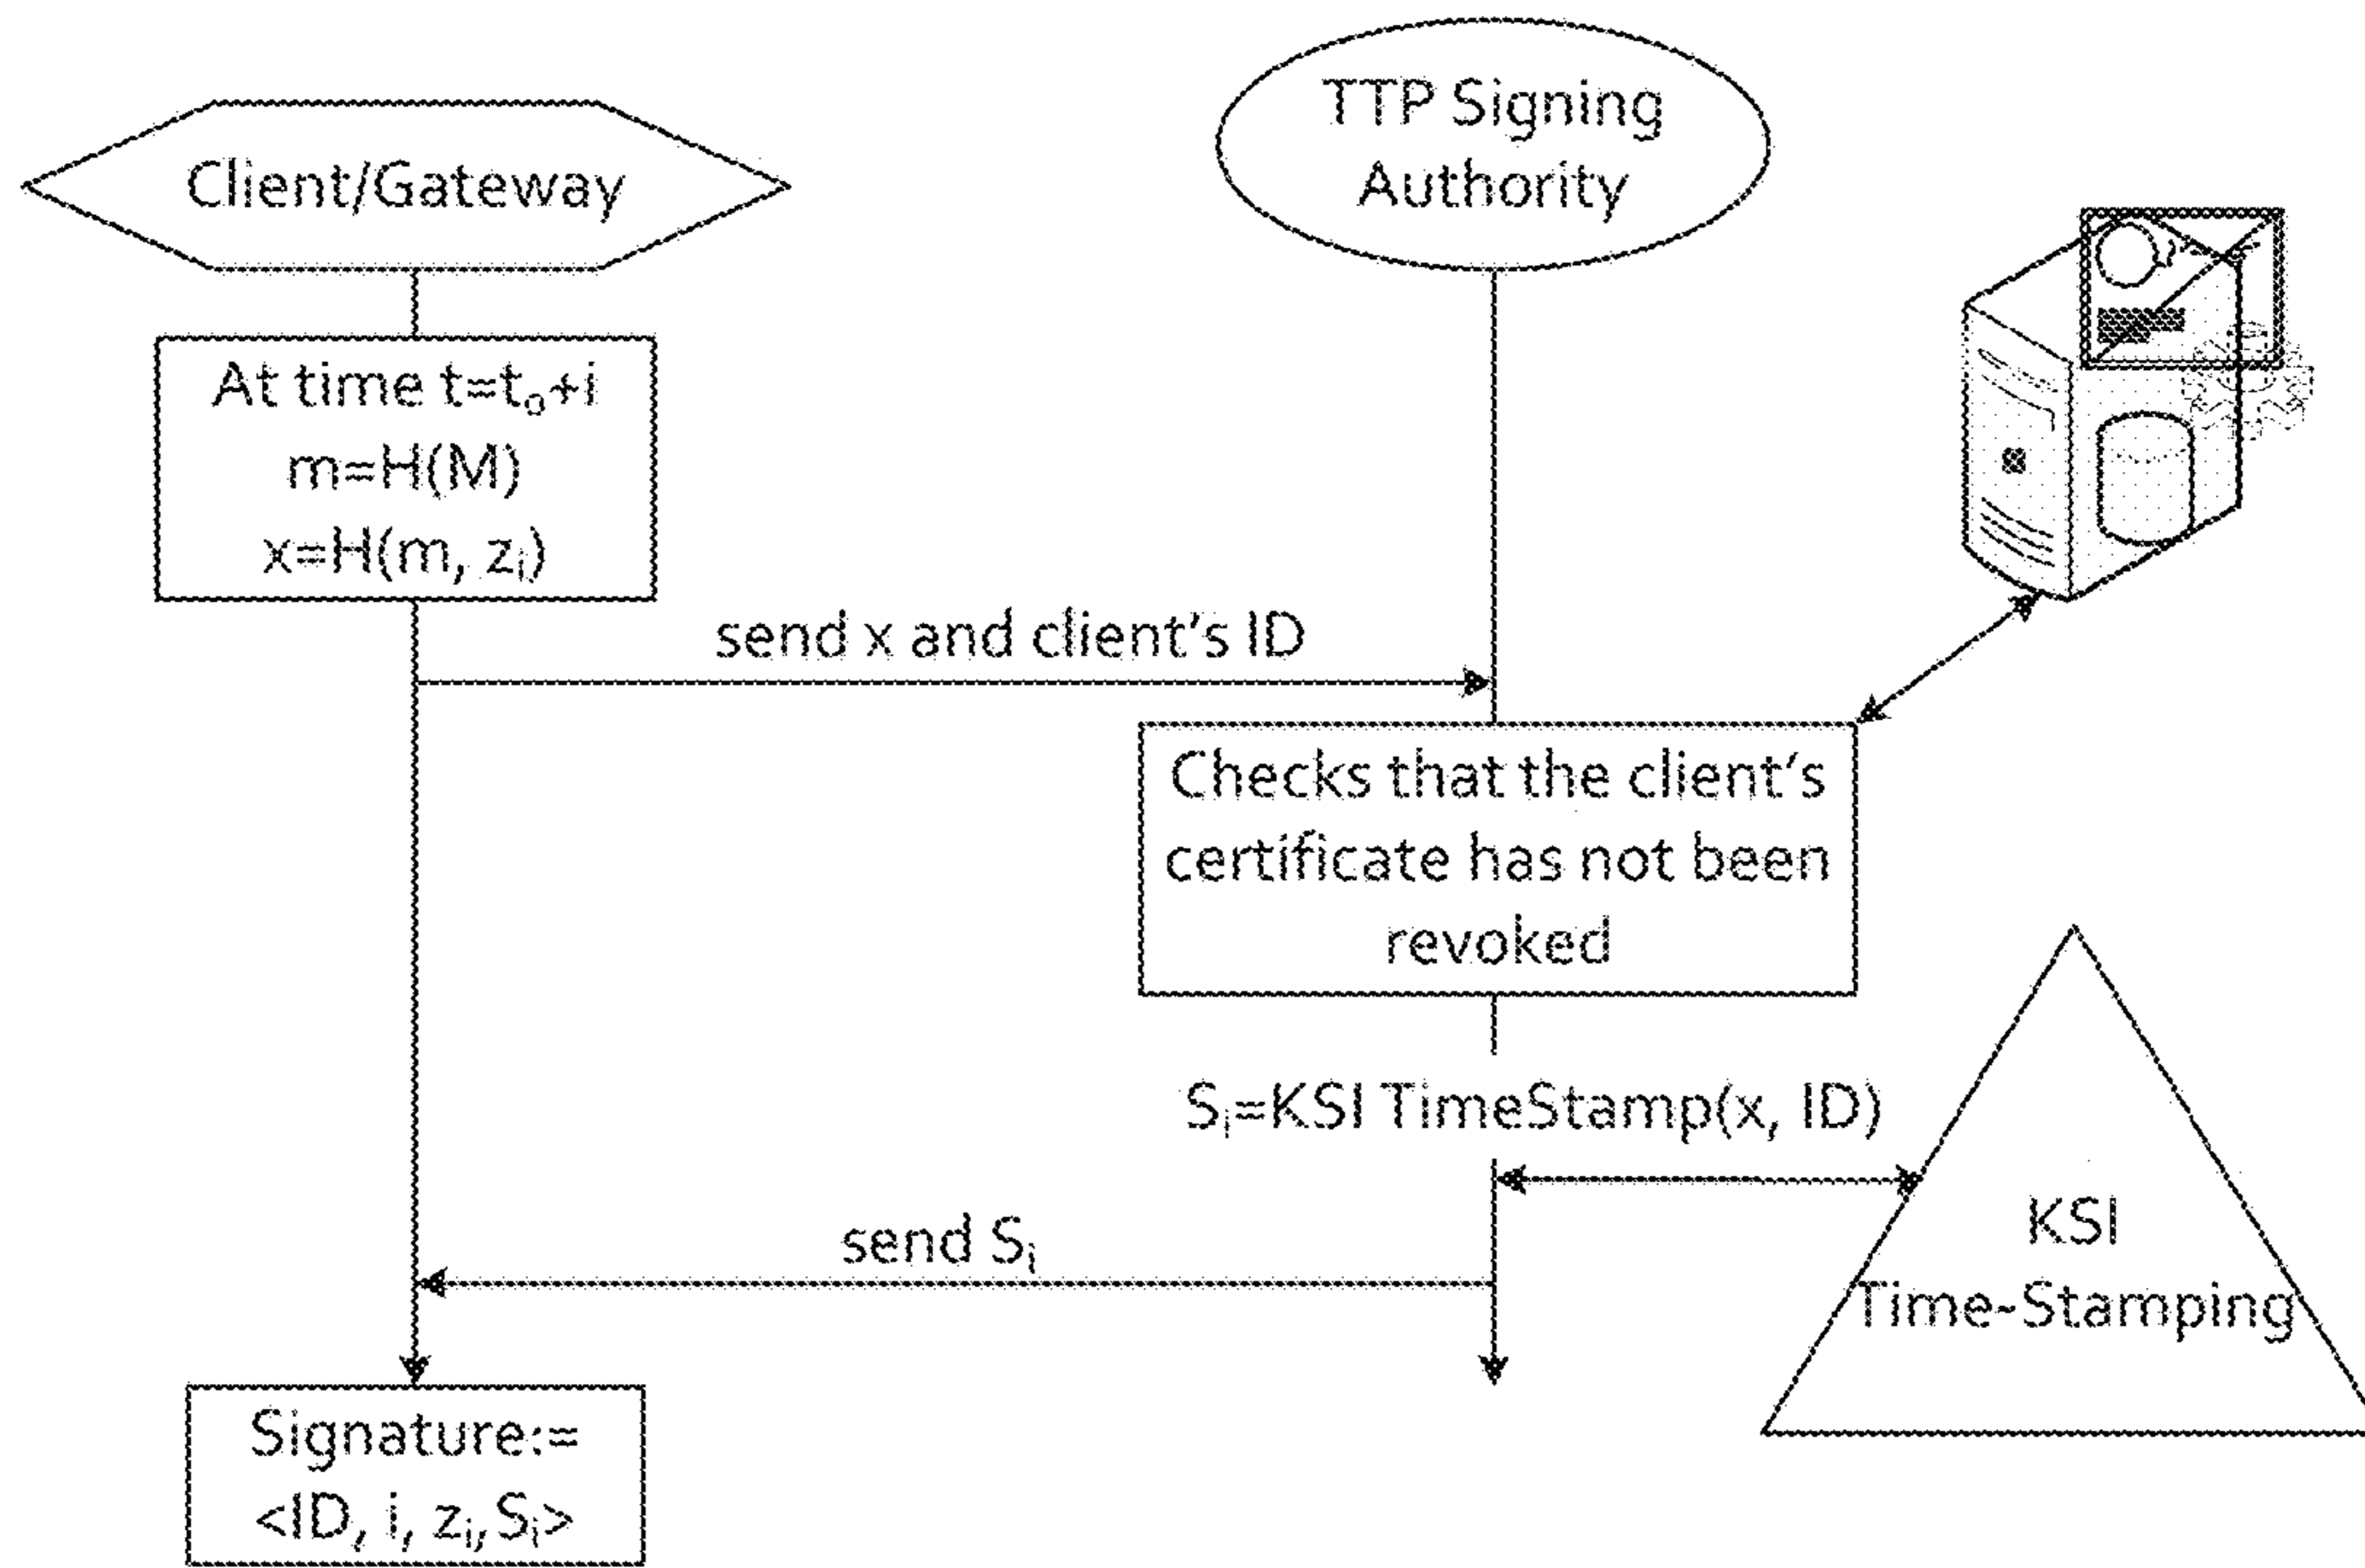 TTP Signing
Authority
Client/Gateway
At time t=t₀+i
m=H(M)
x=H(m, zᵢ)
send x and client's ID
Checks that the client's
certificate has not been
revoked
Sᵢ=KSI TimeStamp(x, ID)
KSI
Time-Stamping
send Sᵢ
Signature:=
<ID, i, zᵢ, Sᵢ>